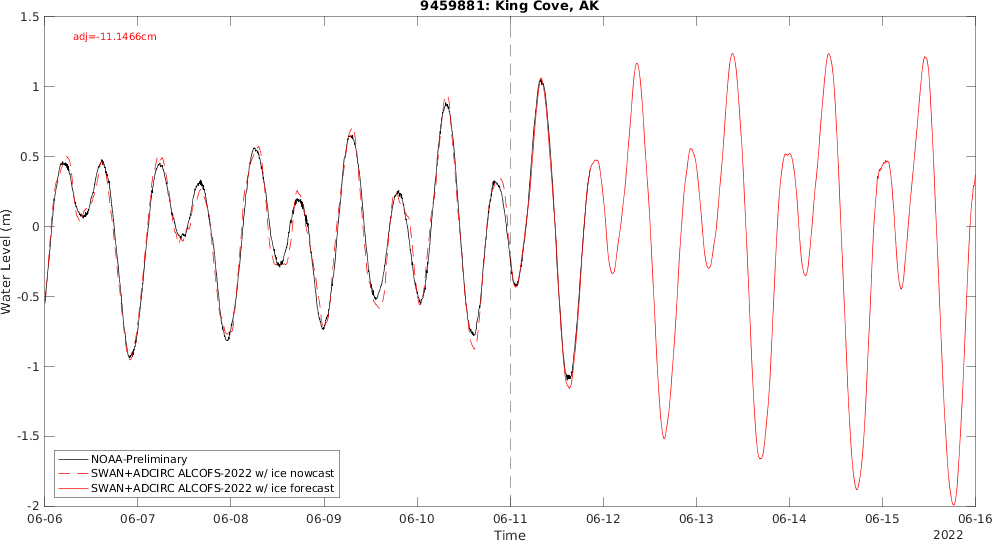 9459881: King Cove, AK
adj=-11.1466cm
Water Level (m)
1.5
1
0.5
0
-0.5
-1
-1.5
-2
NOAA-Preliminary
SWAN+ADCIRC ALCOFS-2022 w/ ice nowcast
SWAN+ADCIRC ALCOFS-2022 w/ ice forecast
06-06 06-07 06-08 06-09 06-10 06-11 06-12 06-13 06-14 06-15 06-16
Time
2022